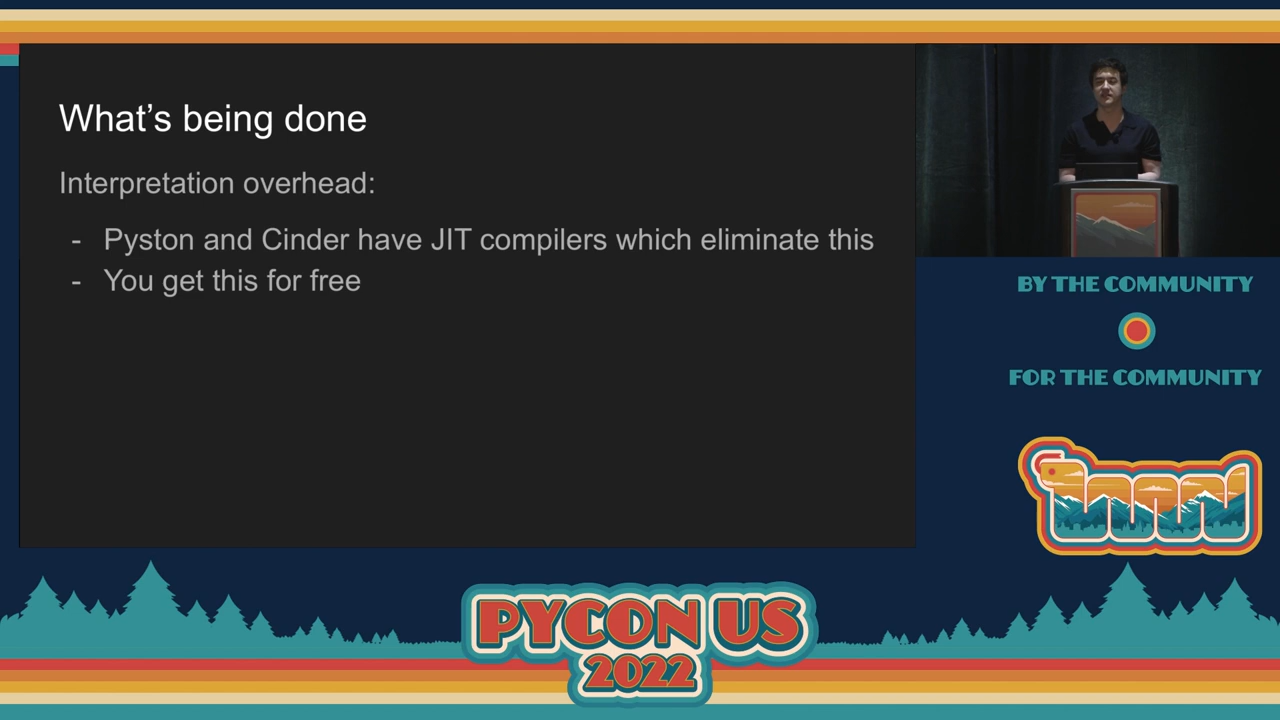 What’s being done
Interpretation overhead:
- Pyston and Cinder have JIT compilers which eliminate this
- You get this for free
BY THE COMMUNITY
FOR THE COMMUNITY
PYCON US
2022